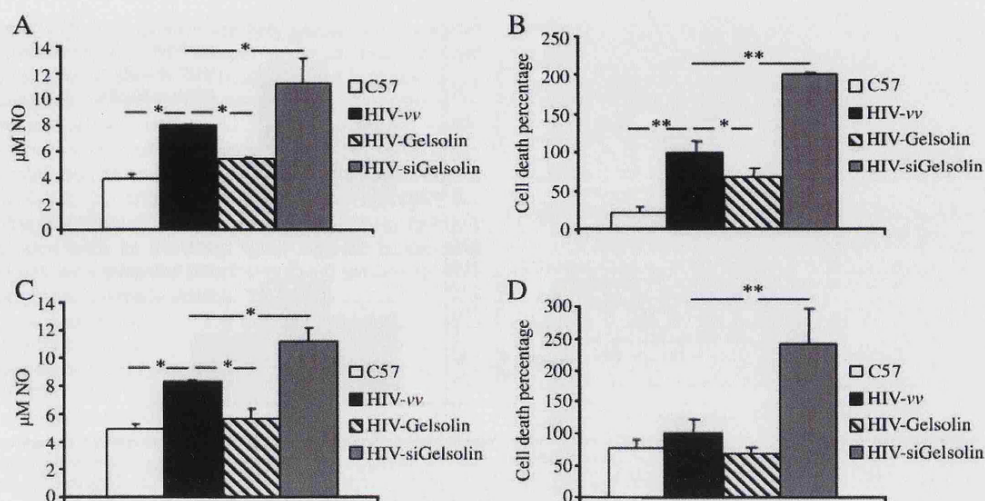 A
14
12
10
8
6
4
2
0
µM NO
*
* *
C57
HIV-vv
HIV-Gelsolin
HIV-siGelsolin
B
250
200
150
100
50
0
Cell death percentage
**
** *
C57
HIV-vv
HIV-Gelsolin
HIV-siGelsolin
C
14
12
10
8
6
4
2
0
µM NO
*
* *
C57
HIV-vv
HIV-Gelsolin
HIV-siGelsolin
D
300
250
200
150
100
50
0
Cell death percentage
**
C57
HIV-vv
HIV-Gelsolin
HIV-siGelsolin